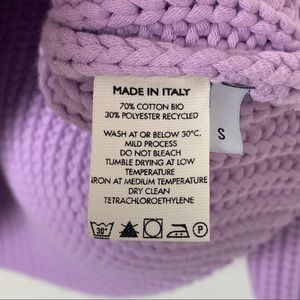 MADE IN ITALY
70% COTTON BIO
30% POLYESTER RECYCLED
WASH AT OR BELOW 30°C,
MILD PROCESS
DO NOT BLEACH
TUMBLE DRYING AT LOW
TEMPERATURE
IRON AT MEDIUM TEMPERATURE
DRY CLEAN
TETRACHLOROETHYLENE
30° P
S